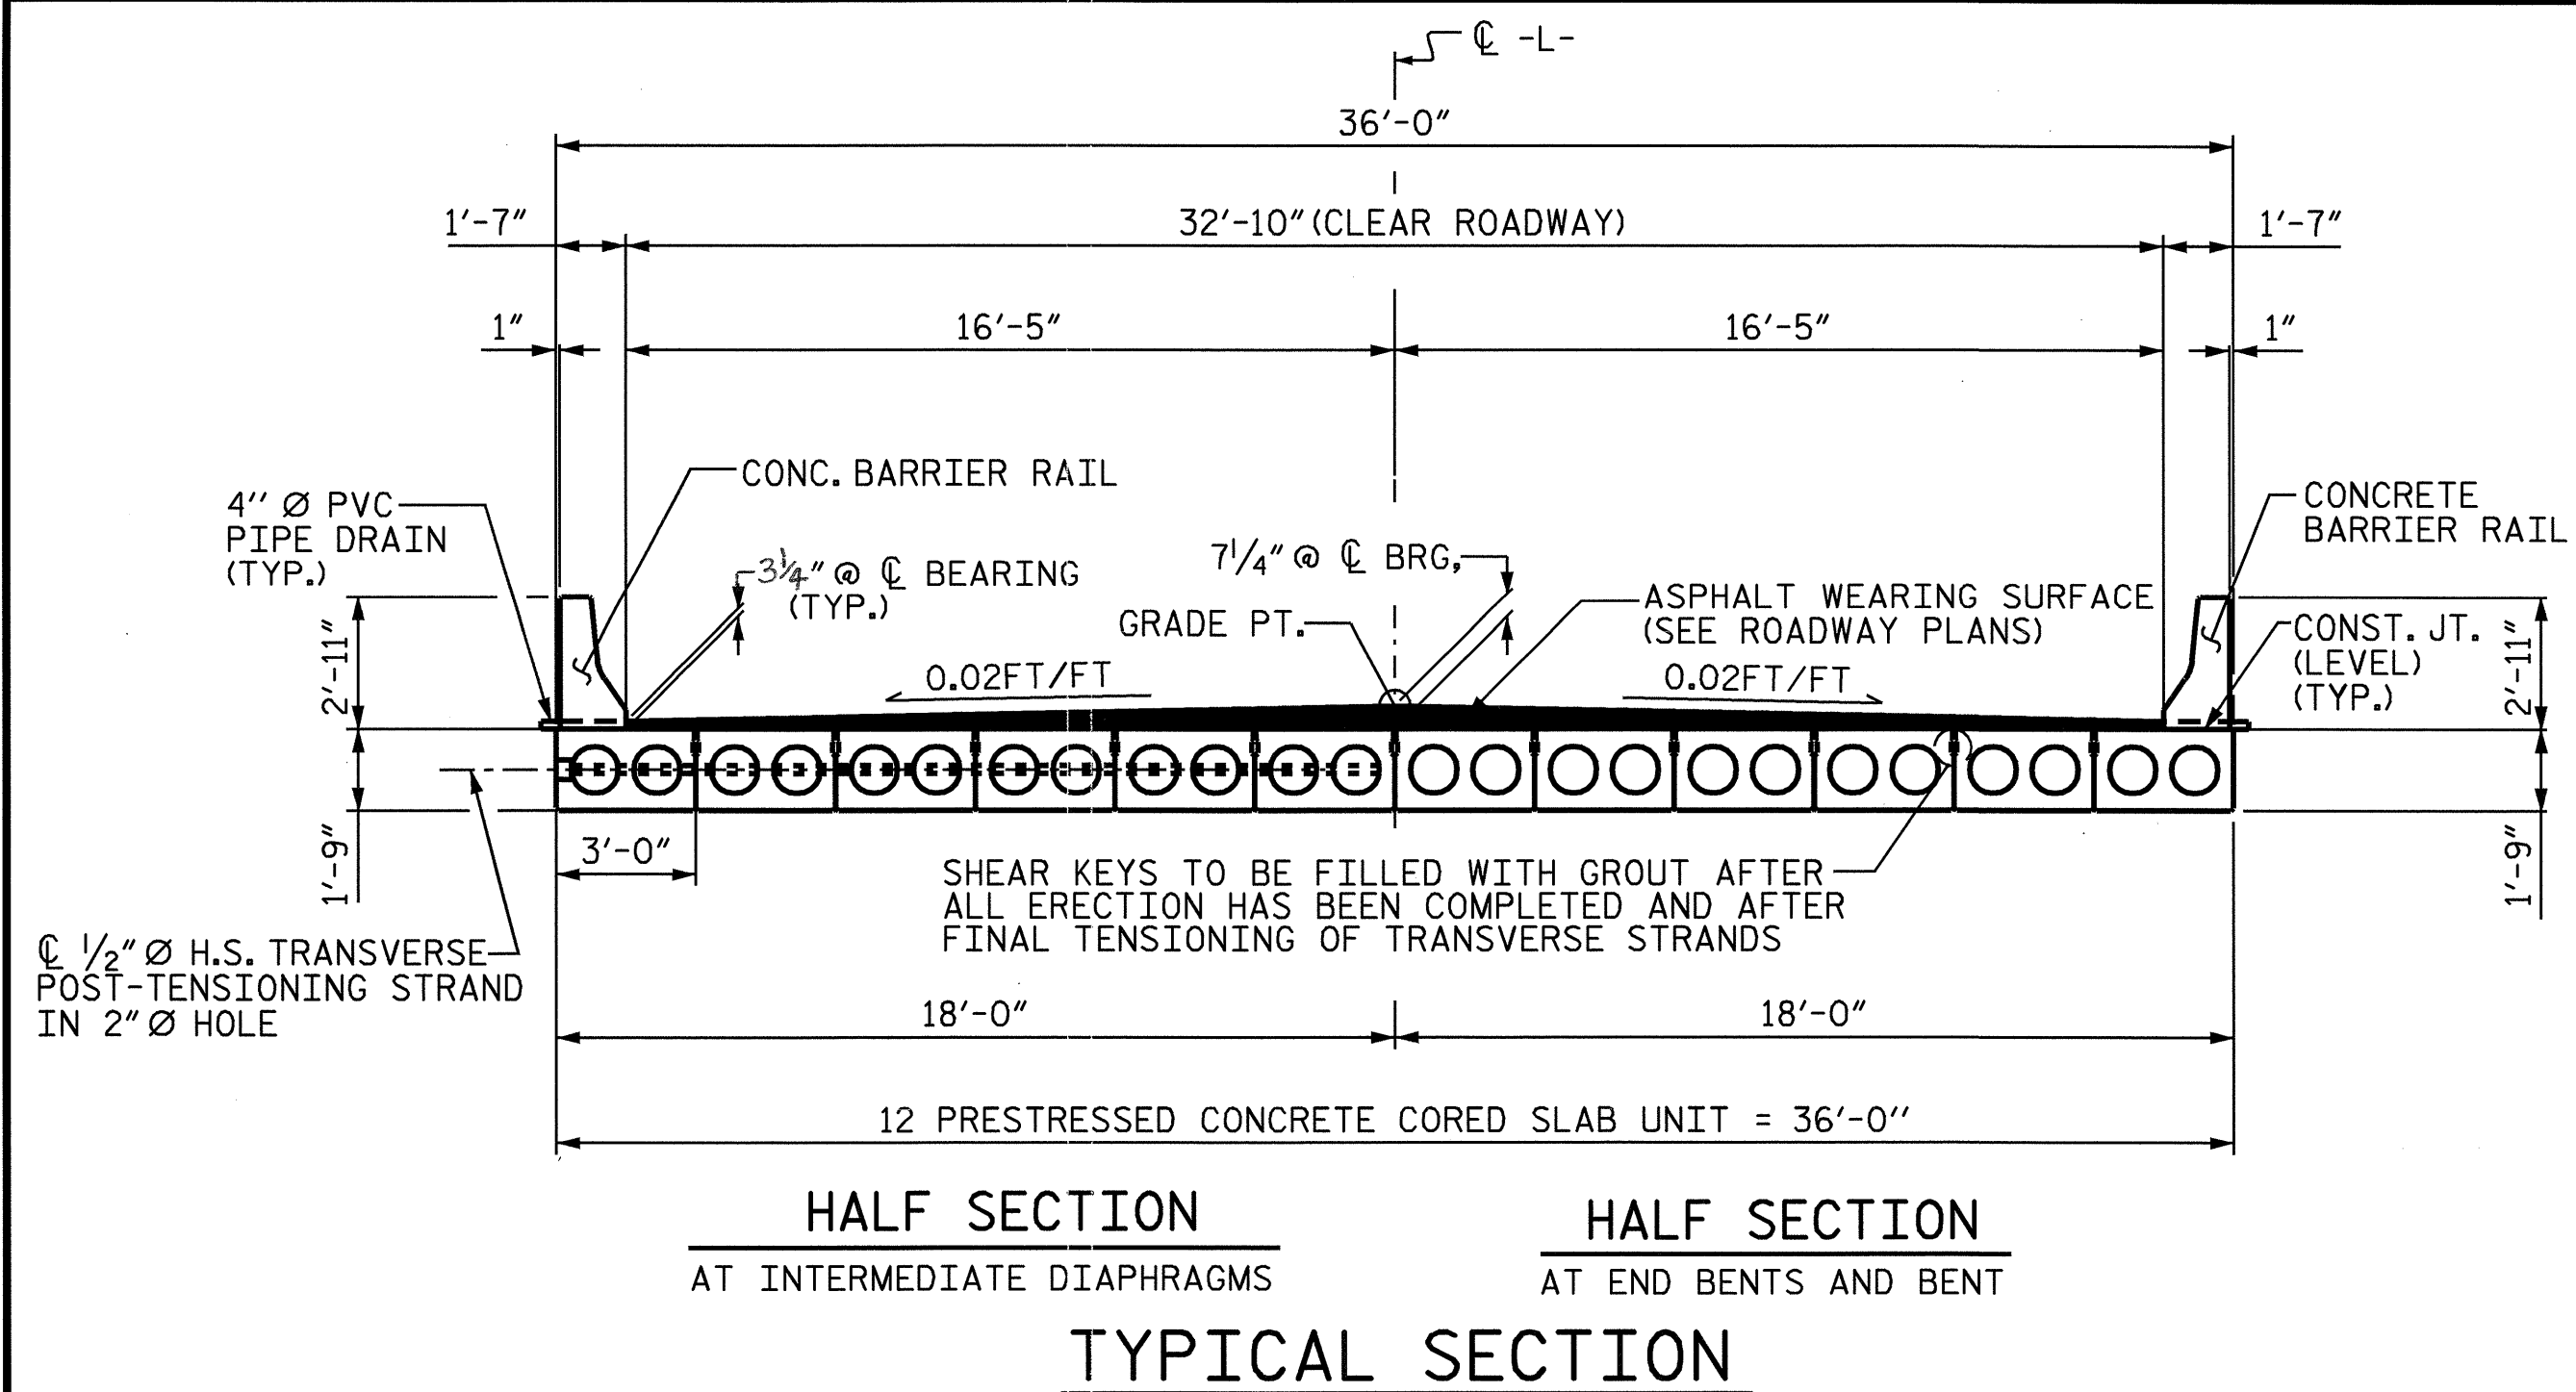 ℄ -L-
36'-0"
1'-7"
32'-10"(CLEAR ROADWAY)
1'-7"
1"
16'-5"
16'-5"
1"
CONC. BARRIER RAIL
4'' Ø PVC
PIPE DRAIN
(TYP.)
3¼" @ ℄ BEARING
(TYP.)
7¼" @ ℄ BRG.
GRADE PT.
ASPHALT WEARING SURFACE
(SEE ROADWAY PLANS)
CONCRETE
BARRIER RAIL
CONST. JT.
(LEVEL)
(TYP.)
0.02FT/FT
0.02FT/FT
2'-11"
2'-11"
1'-9"
1'-9"
3'-0"
SHEAR KEYS TO BE FILLED WITH GROUT AFTER
ALL ERECTION HAS BEEN COMPLETED AND AFTER
FINAL TENSIONING OF TRANSVERSE STRANDS
℄ ½" Ø H.S. TRANSVERSE
POST-TENSIONING STRAND
IN 2" Ø HOLE
18'-0"
18'-0"
12 PRESTRESSED CONCRETE CORED SLAB UNIT = 36'-0''
HALF SECTION
AT INTERMEDIATE DIAPHRAGMS
HALF SECTION
AT END BENTS AND BENT
TYPICAL SECTION